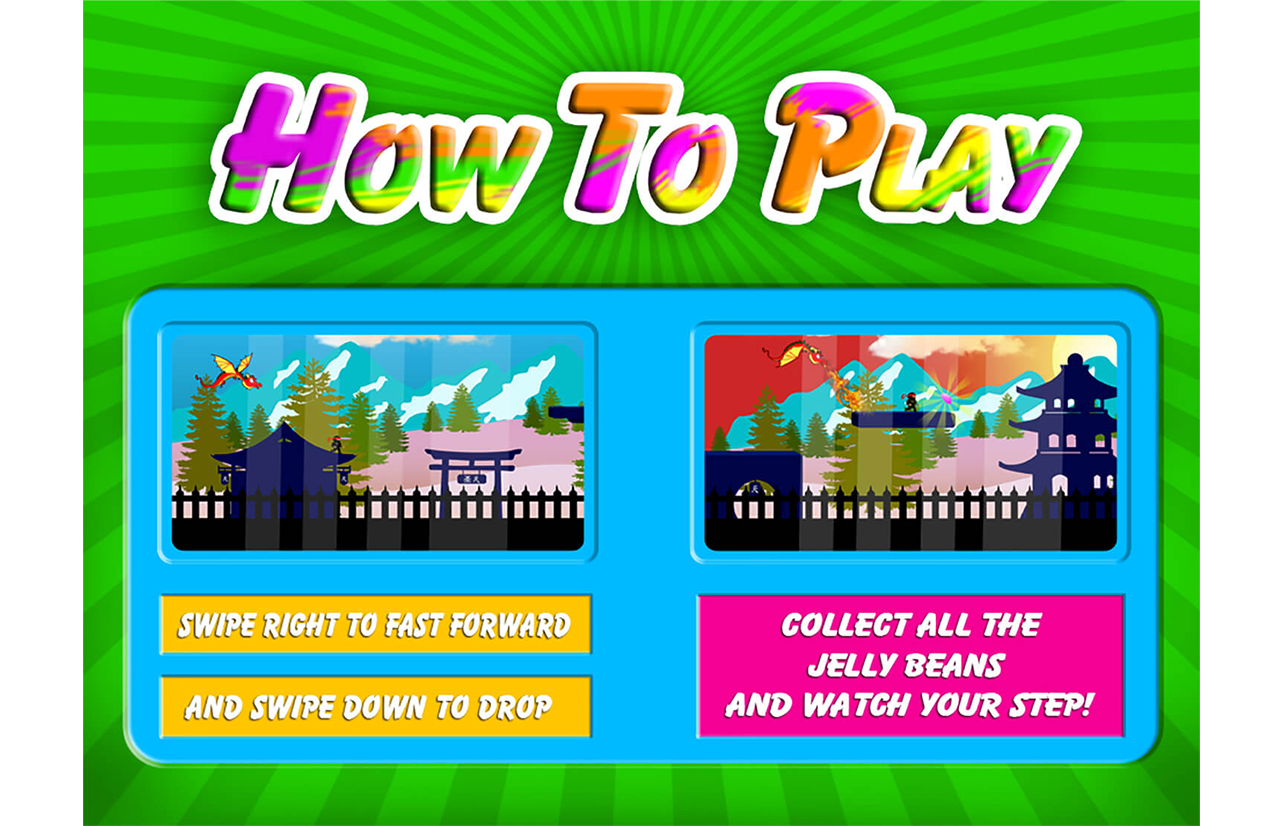 How To Play
SWIPE RIGHT TO FAST FORWARD
AND SWIPE DOWN TO DROP
COLLECT ALL THE
JELLY BEANS
AND WATCH YOUR STEP!